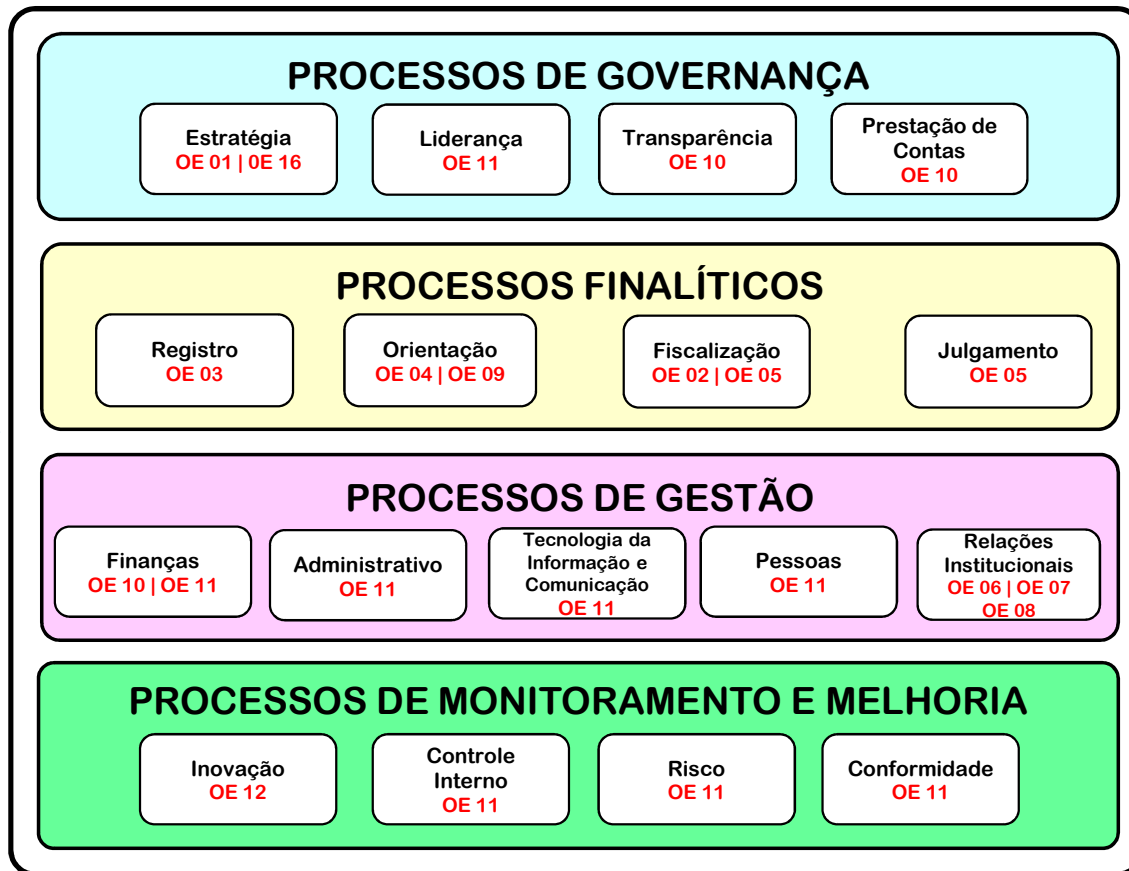 PROCESSOS DE GOVERNANÇA
Estratégia
OE 01 | 0E 16
Liderança
OE 11
Transparência
OE 10
Prestação de
Contas
OE 10
PROCESSOS FINALÍTICOS
Registro
OE 03
Orientação
OE 04 | OE 09
Fiscalização
OE 02 | OE 05
Julgamento
OE 05
PROCESSOS DE GESTÃO
Finanças
OE 10 | OE 11
Administrativo
OE 11
Tecnologia da
Informação e
Comunicação
OE 11
Pessoas
OE 11
Relações
Institucionais
OE 06 | OE 07
OE 08
PROCESSOS DE MONITORAMENTO E MELHORIA
Inovação
OE 12
Controle
Interno
OE 11
Risco
OE 11
Conformidade
OE 11